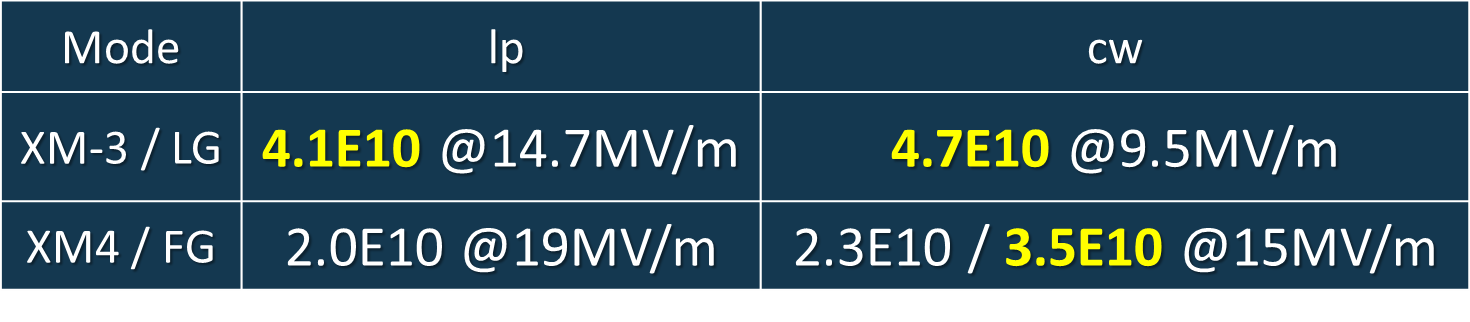 Mode lp cw
XM-3 / LG 4.1E10 @14.7MV/m 4.7E10 @9.5MV/m
XM4 / FG 2.0E10 @19MV/m 2.3E10 / 3.5E10 @15MV/m